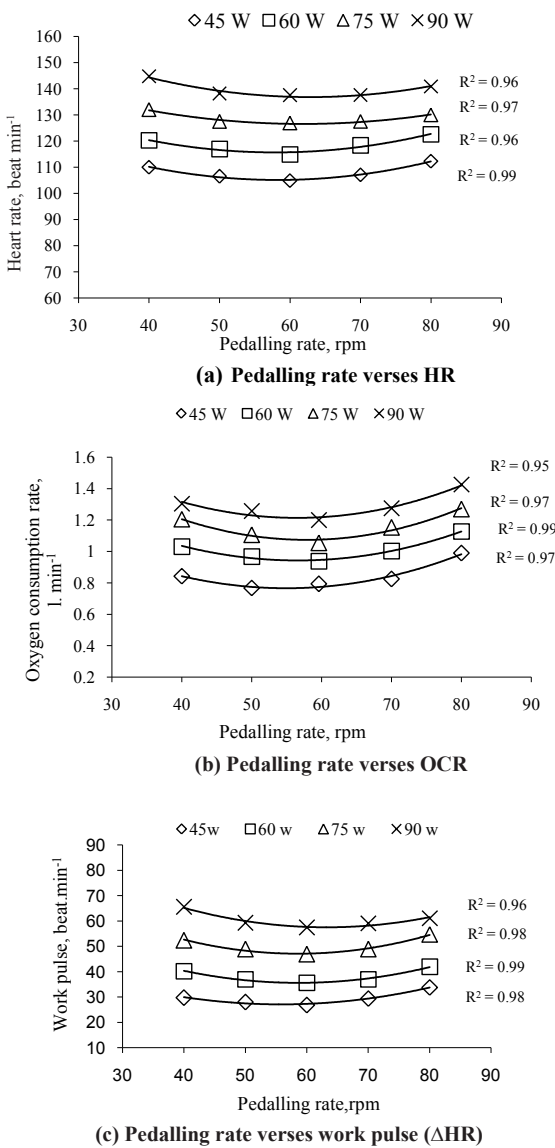 ◇ 45 W □ 60 W △ 75 W × 90 W
160
150
140
130
120
110
100
90
80
70
60
Heart rate, beat min⁻¹
R² = 0.96
R² = 0.97
R² = 0.96
R² = 0.99
30 40 50 60 70 80 90
Pedalling rate, rpm
(a) Pedalling rate verses HR
◇ 45 W □ 60 W △ 75 W × 90 W
1.6
1.4
1.2
1
0.8
0.6
0.4
0.2
Oxygen consumption rate,
l. min⁻¹
R² = 0.95
R² = 0.97
R² = 0.99
R² = 0.97
30 40 50 60 70 80 90
Pedalling rate, rpm
(b) Pedalling rate verses OCR
◇ 45w □ 60 w △ 75 w × 90 w
90
80
70
60
50
40
30
20
10
Work pulse, beat.min⁻¹
R² = 0.96
R² = 0.98
R² = 0.99
R² = 0.98
30 40 50 60 70 80 90
Pedalling rate,rpm
(c) Pedalling rate verses work pulse (ΔHR)